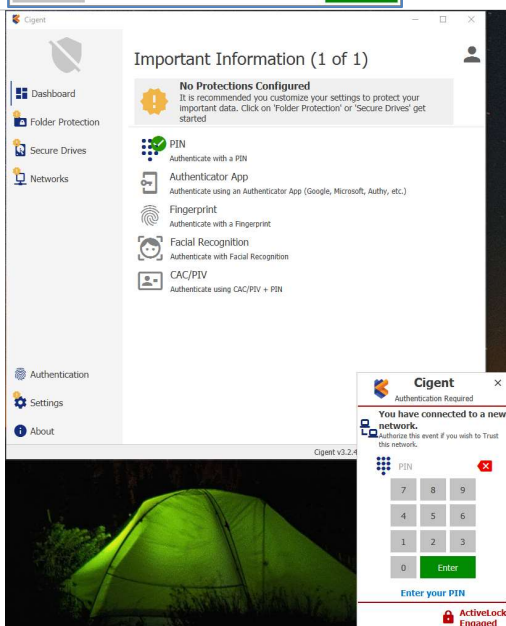 Cigent
Important Information (1 of 1)
No Protections Configured
It is recommended you customize your settings to protect your
important data. Click on 'Folder Protection' or 'Secure Drives' get
started
Dashboard
Folder Protection
Secure Drives
Networks
PIN
Authenticate with a PIN
Authenticator App
Authenticate using an Authenticator App (Google, Microsoft, Authy, etc.)
Fingerprint
Authenticate with a Fingerprint
Facial Recognition
Authenticate with Facial Recognition
CAC/PIV
Authenticate using CAC/PIV + PIN
Authentication
Settings
About
Cigent v3.2.4
Cigent
Authentication Required
You have connected to a new
network.
Authorize this event if you wish to Trust
this network.
PIN
7 8 9
4 5 6
1 2 3
0 Enter
Enter your PIN
ActiveLock
Engaged